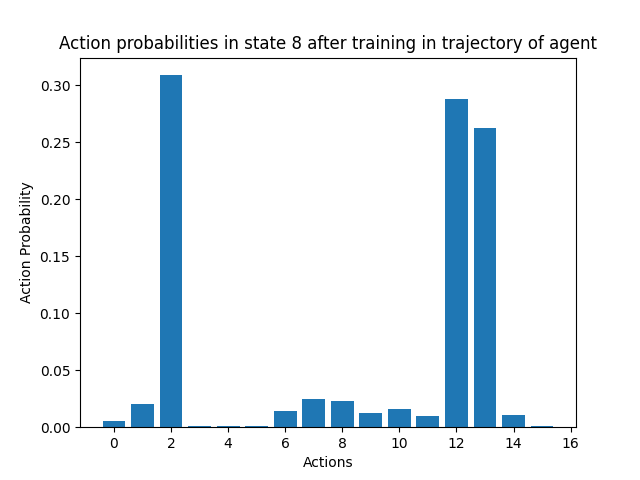 Action probabilities in state 8 after training in trajectory of agent
0.30
0.25
0.20
0.15
0.10
0.05
0.00
Action Probability
0 2 4 6 8 10 12 14 16
Actions